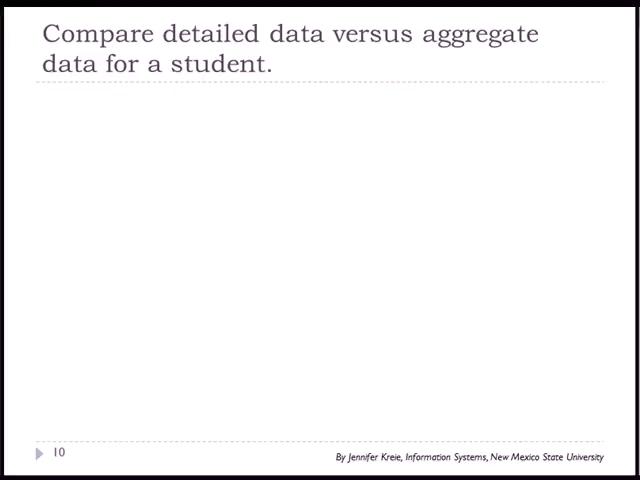 Compare detailed data versus aggregate
data for a student.
10
By Jennifer Kreie, Information Systems, New Mexico State University